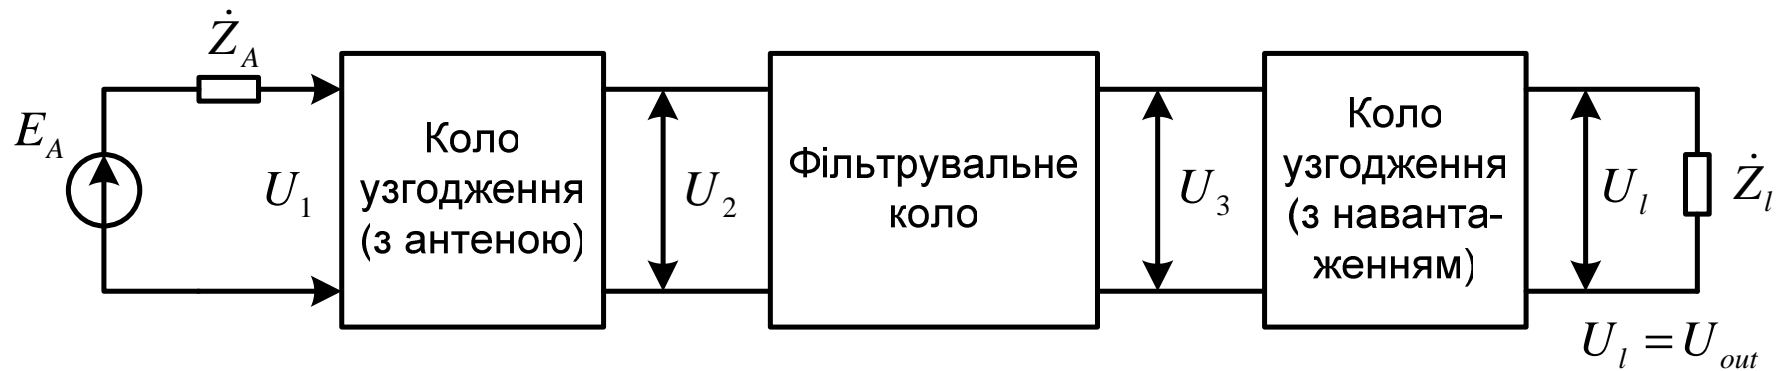 Ż_A
E_A
U_1
Коло
узгодження
(з антеною)
U_2
Фільтрувальне
коло
U_3
Коло
узгодження
(з наванта-
женням)
U_l
Ż_l
U_l = U_out